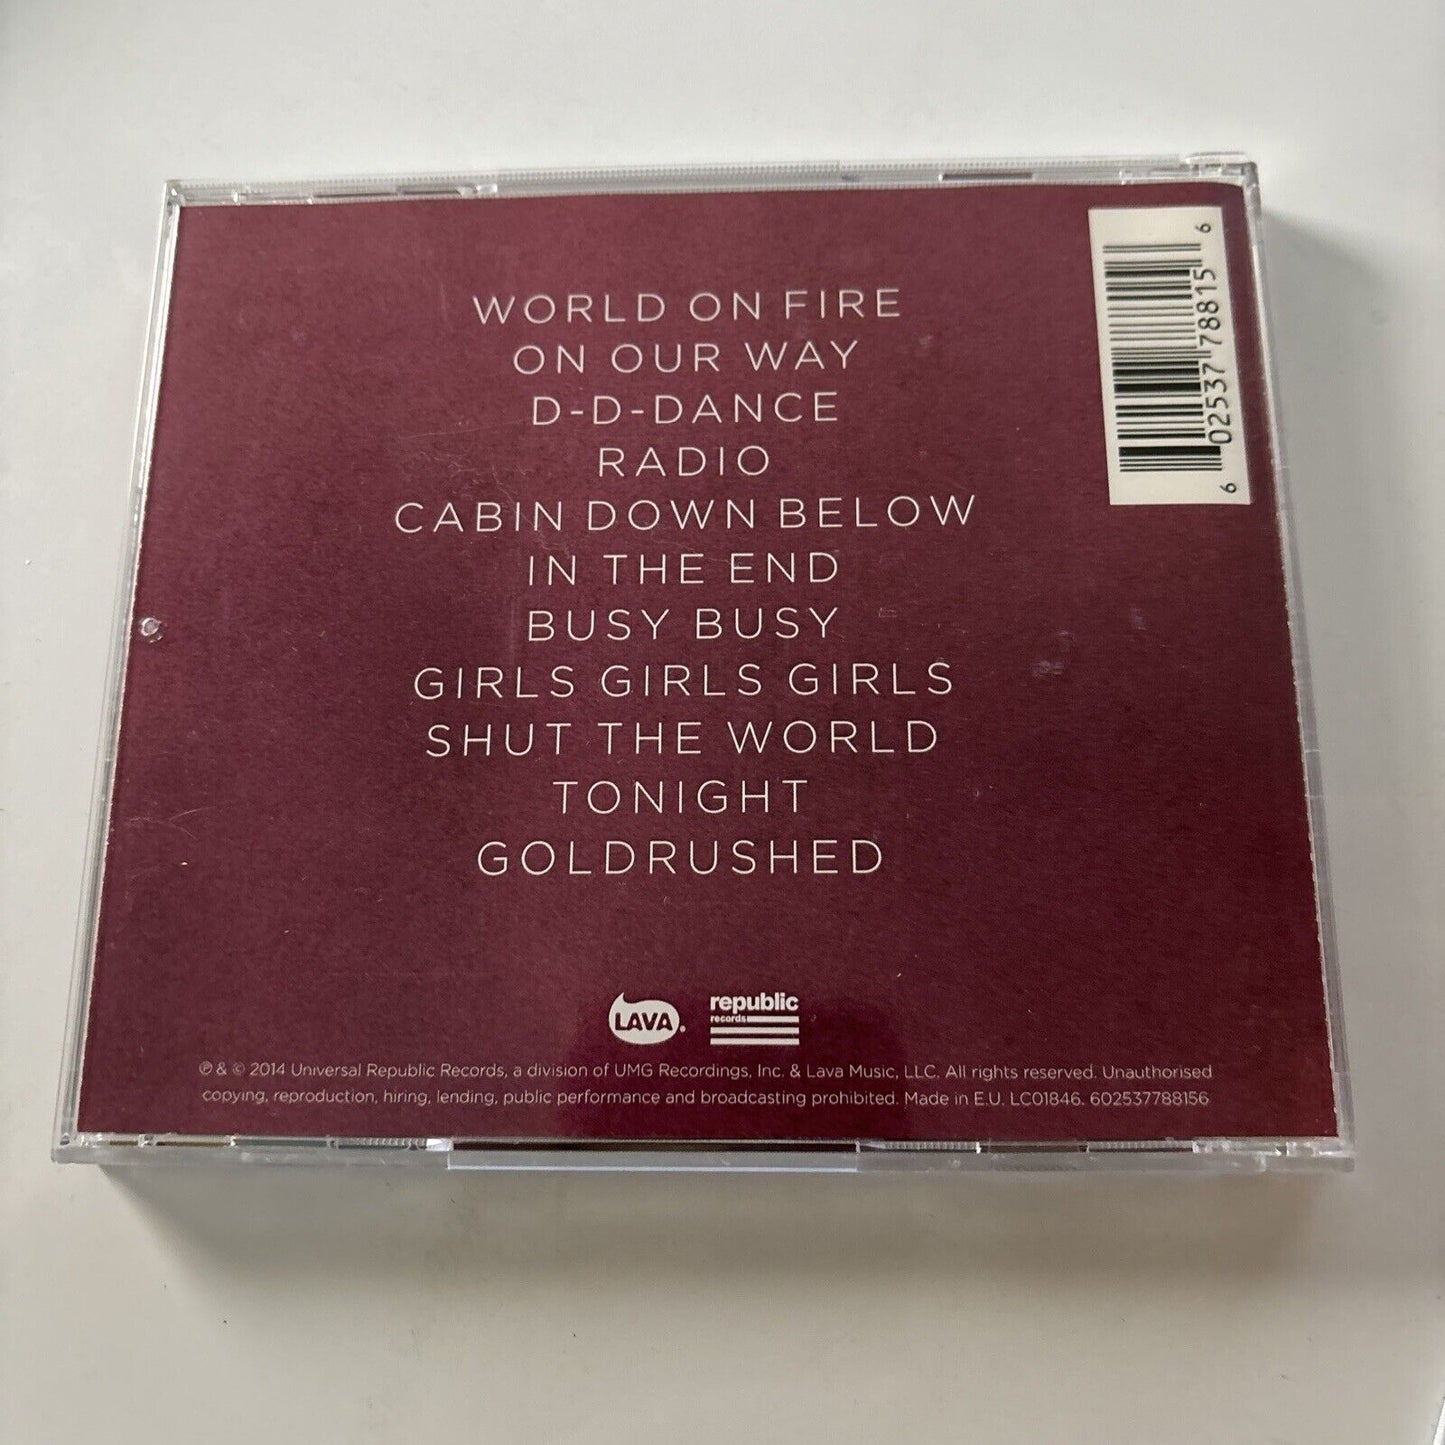 WORLD ON FIRE
ON OUR WAY
D-D-DANCE
RADIO
CABIN DOWN BELOW
IN THE END
BUSY BUSY
GIRLS GIRLS GIRLS
SHUT THE WORLD
TONIGHT
GOLDRUSHED
6 02537 78815 6
LAVA®
republic
records
℗ & © 2014 Universal Republic Records, a division of UMG Recordings, Inc. & Lava Music, LLC. All rights reserved. Unauthorised
copying, reproduction, hiring, lending, public performance and broadcasting prohibited. Made in E.U. LC01846. 602537788156